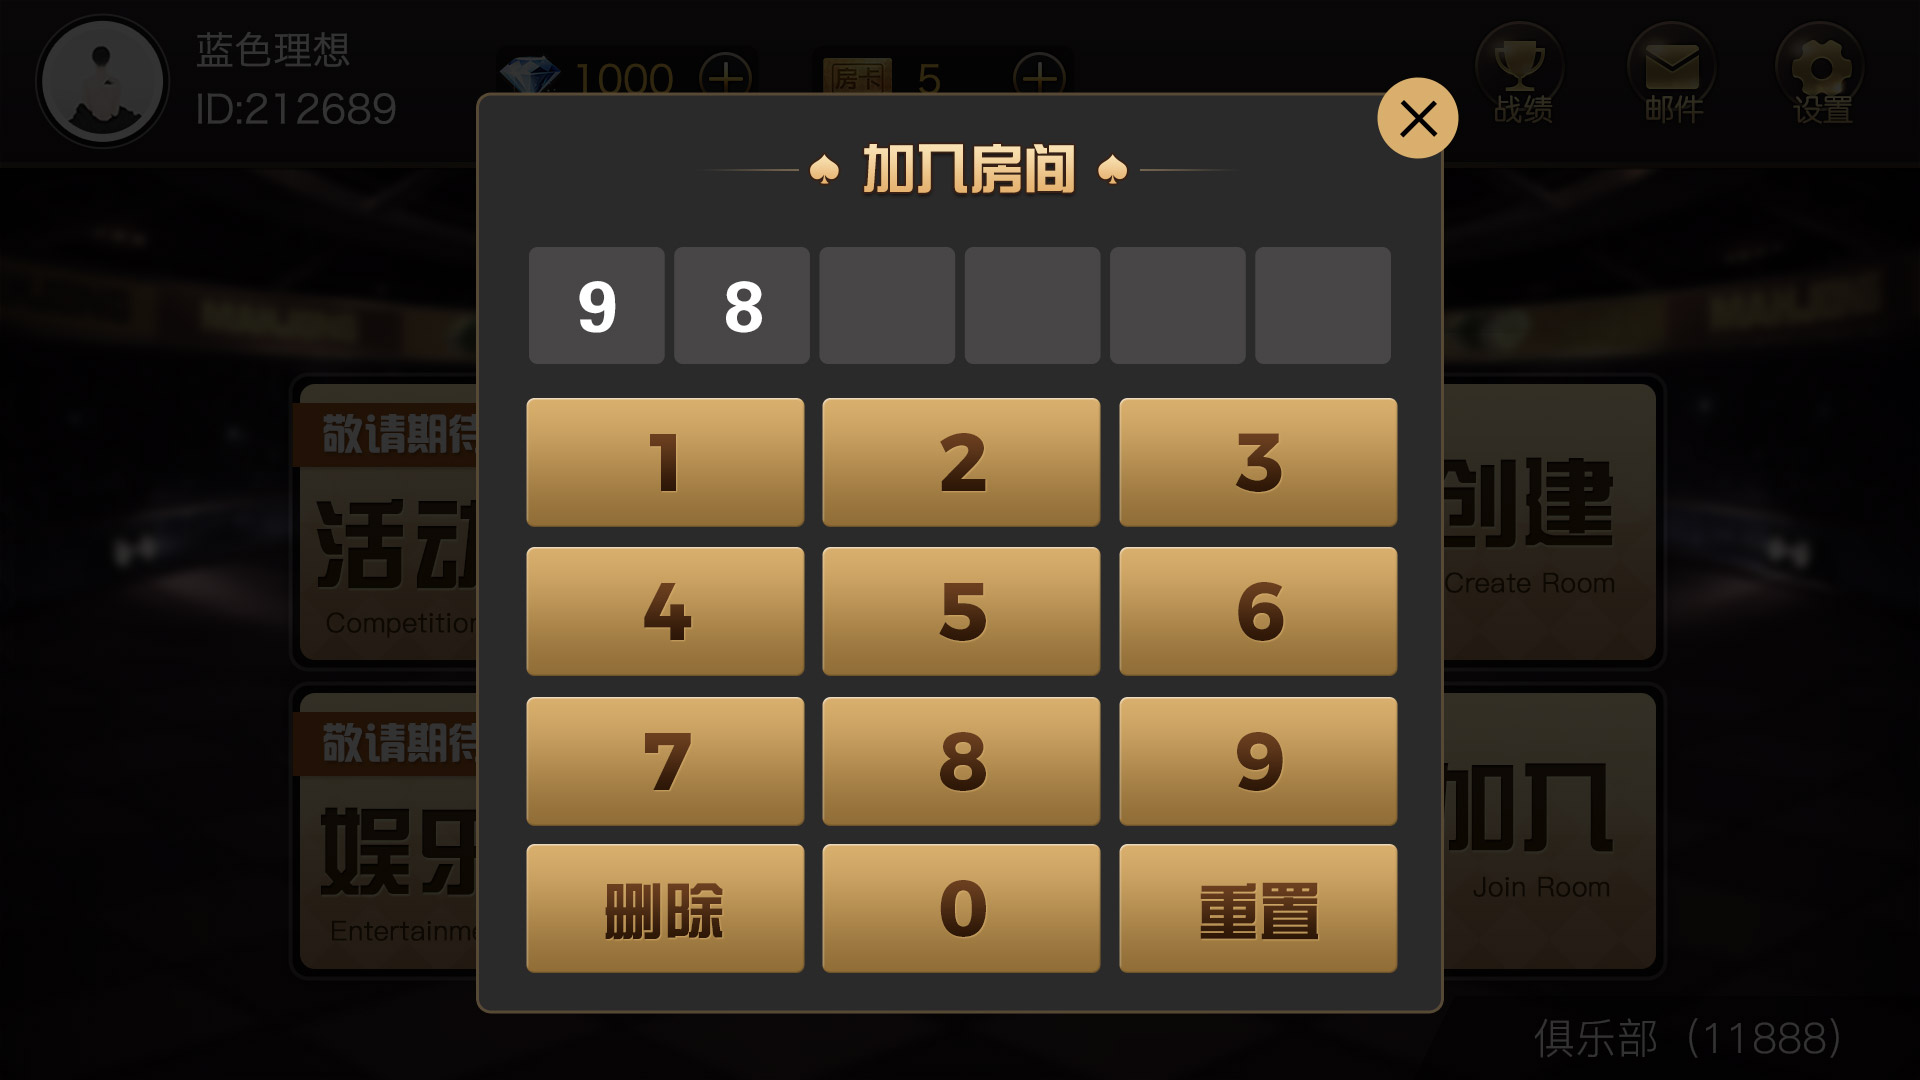 蓝色理想
ID:212689
1000
房卡 5
战绩
邮件
设置
加入房间
9 8
1 2 3
4 5 6
7 8 9
删除 0 重置
敬请期待
活动
Competition
敬请期待
娱乐
创建
Create Room
加入
Join Room
俱乐部（11888）